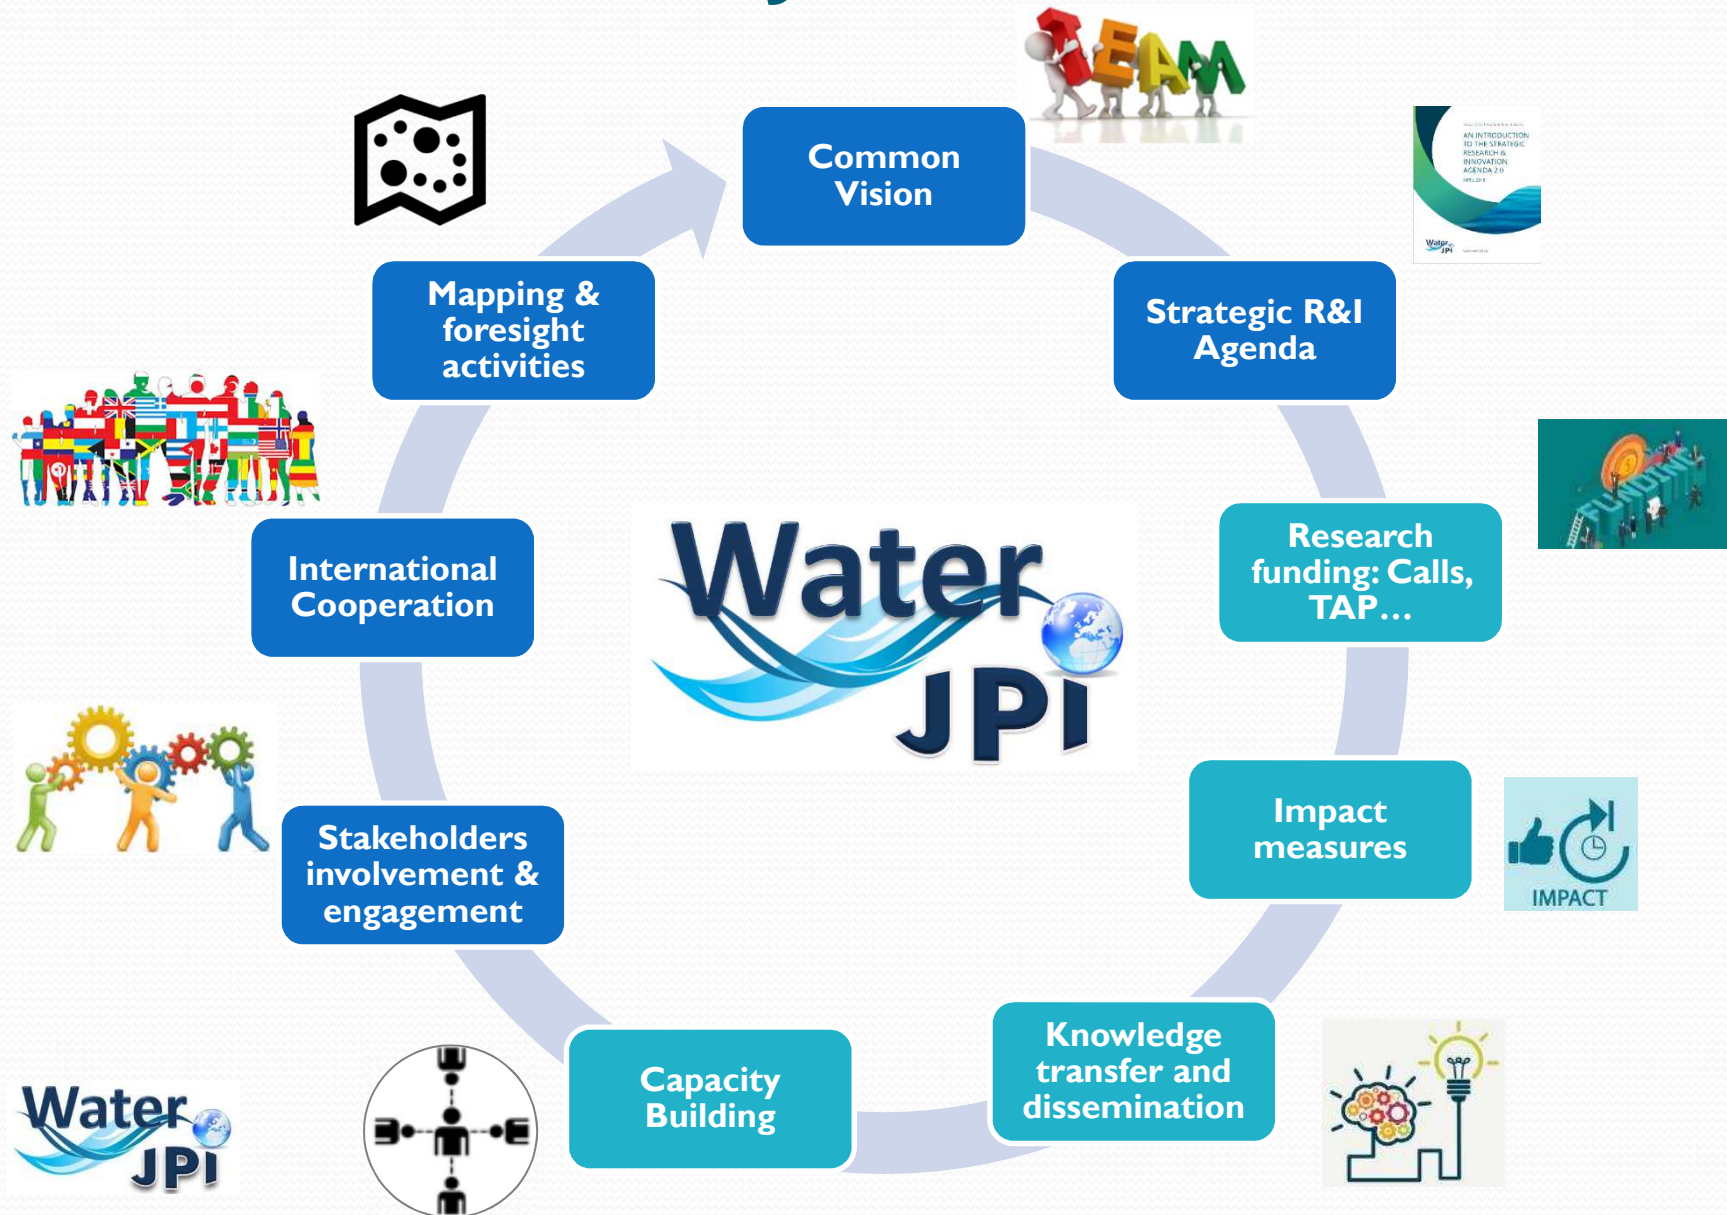 TEAM
Common
Vision
AN INTRODUCTION
TO THE STRATEGIC
RESEARCH &
INNOVATION
AGENDA 2.0
Water
JPI
Mapping &
foresight
activities
Strategic R&I
Agenda
FUNDING
Research
funding: Calls,
TAP...
International
Cooperation
Water
JPI
Impact
measures
IMPACT
Stakeholders
involvement &
engagement
Knowledge
transfer and
dissemination
Capacity
Building
Water
JPI